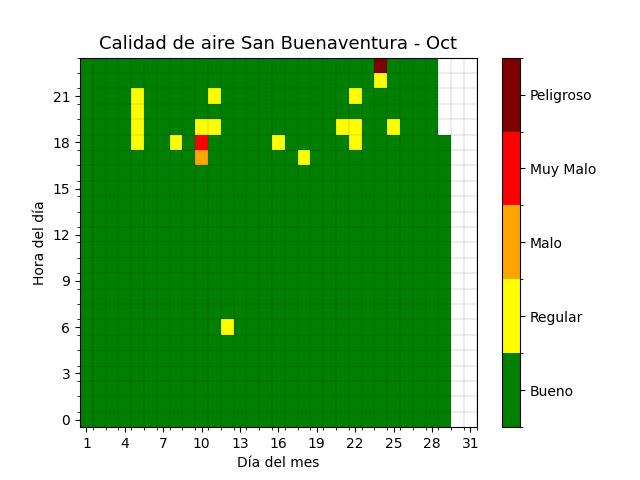 Calidad de aire San Buenaventura - Oct
Hora del día
21
18
15
12
9
6
3
0
1 4 7 10 13 16 19 22 25 28 31
Día del mes
Peligroso
Muy Malo
Malo
Regular
Bueno